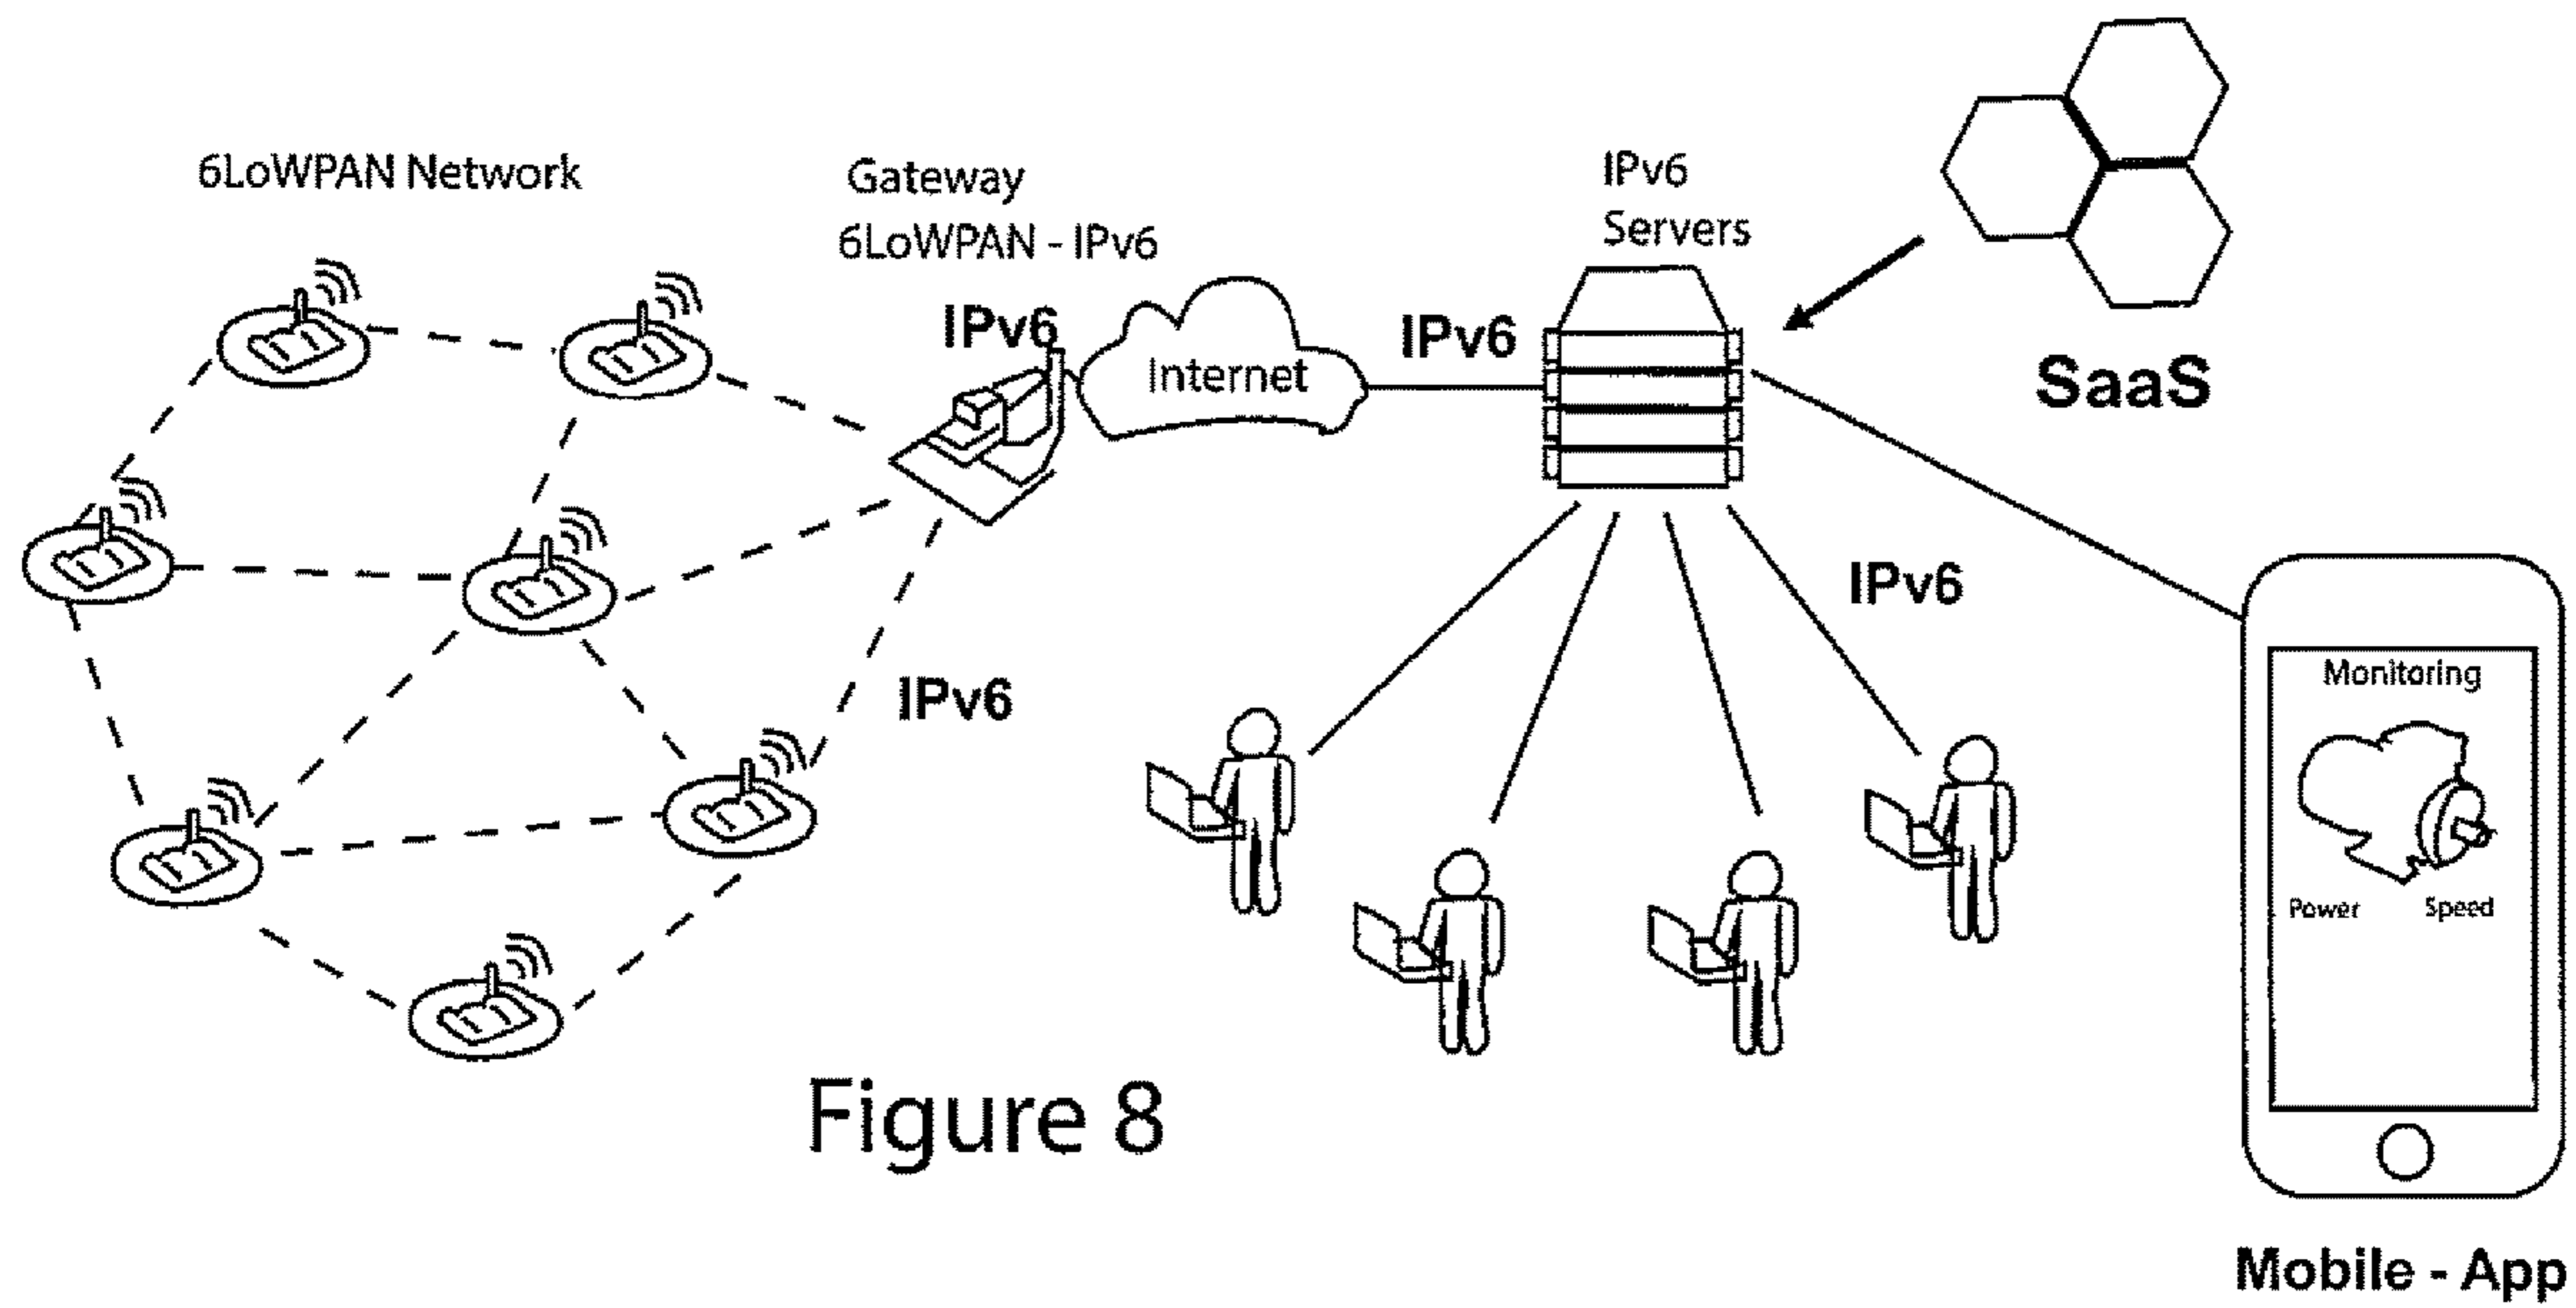 6LoWPAN Network
Gateway
6LoWPAN - IPv6
IPv6
Servers
IPv6
Internet
IPv6
SaaS
IPv6
IPv6
Monitoring
Power
Speed
Figure 8
Mobile - App